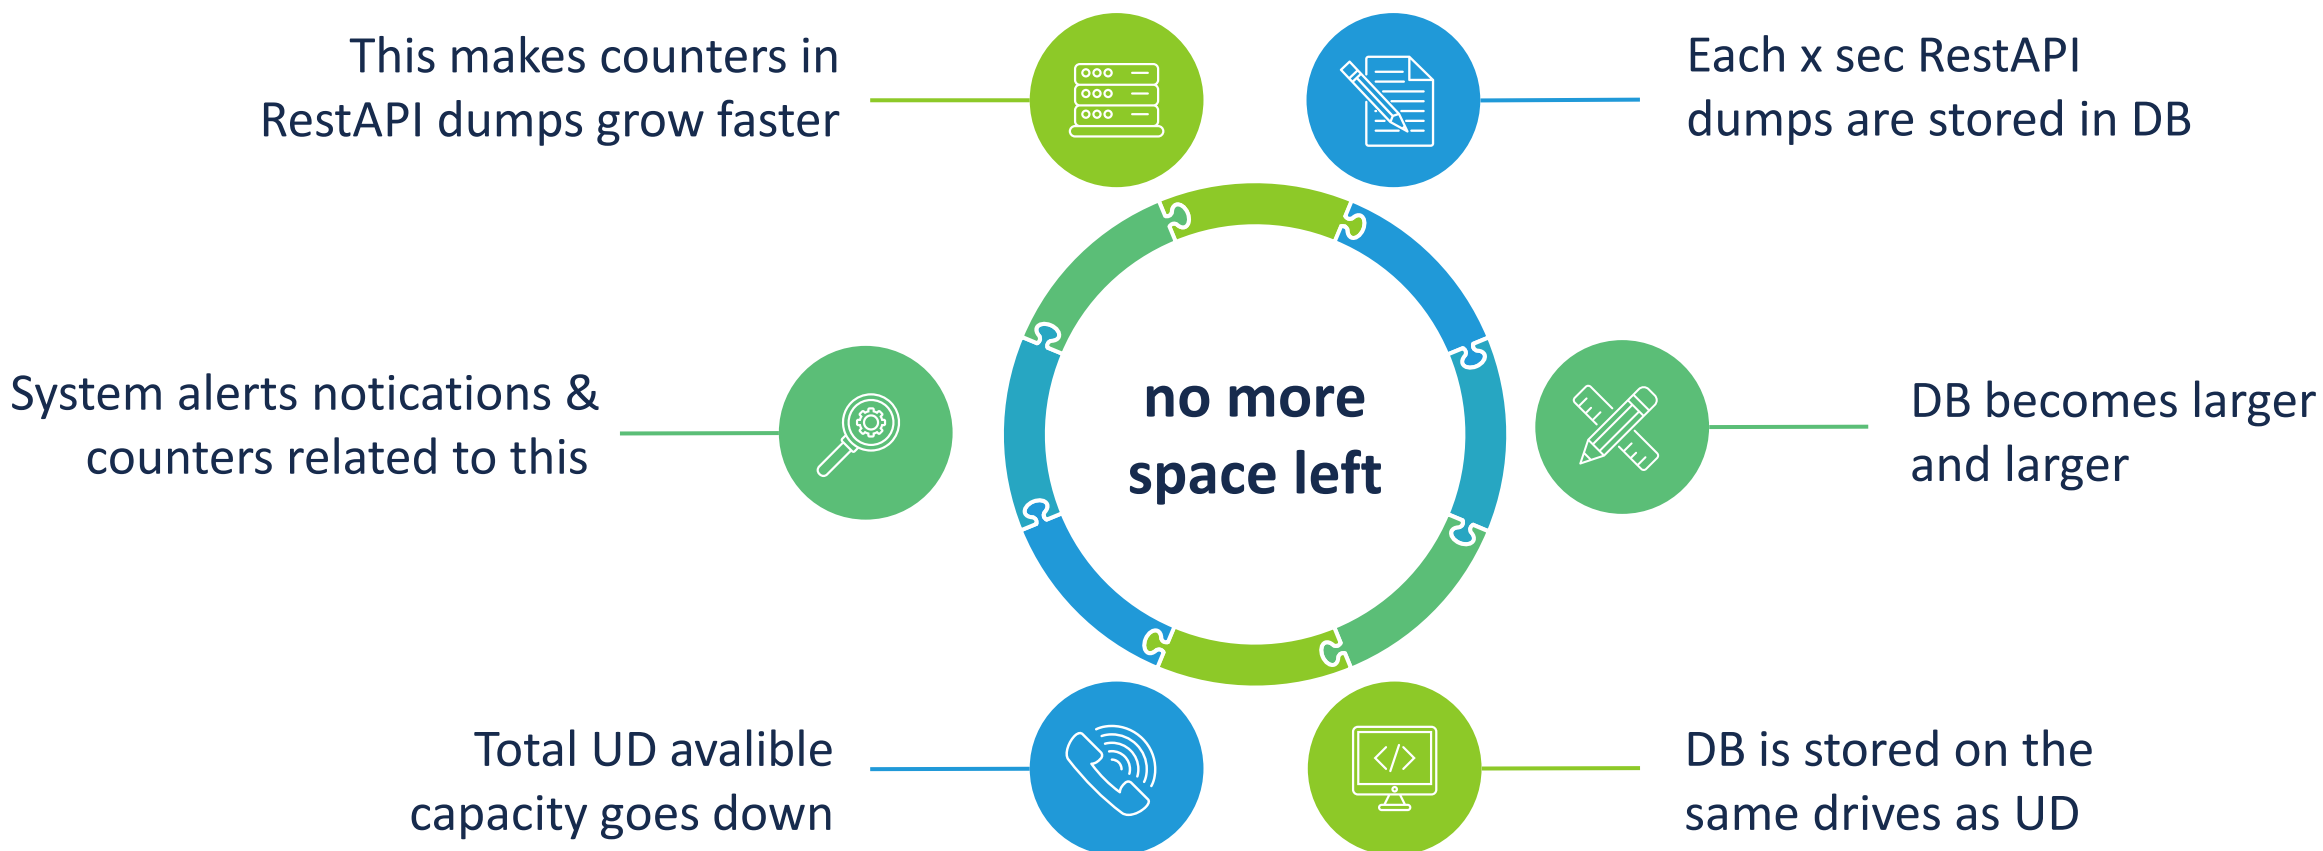 This makes counters in
RestAPI dumps grow faster
Each x sec RestAPI
dumps are stored in DB
System alerts notications &
counters related to this
no more
space left
DB becomes larger
and larger
Total UD avalible
capacity goes down
DB is stored on the
same drives as UD